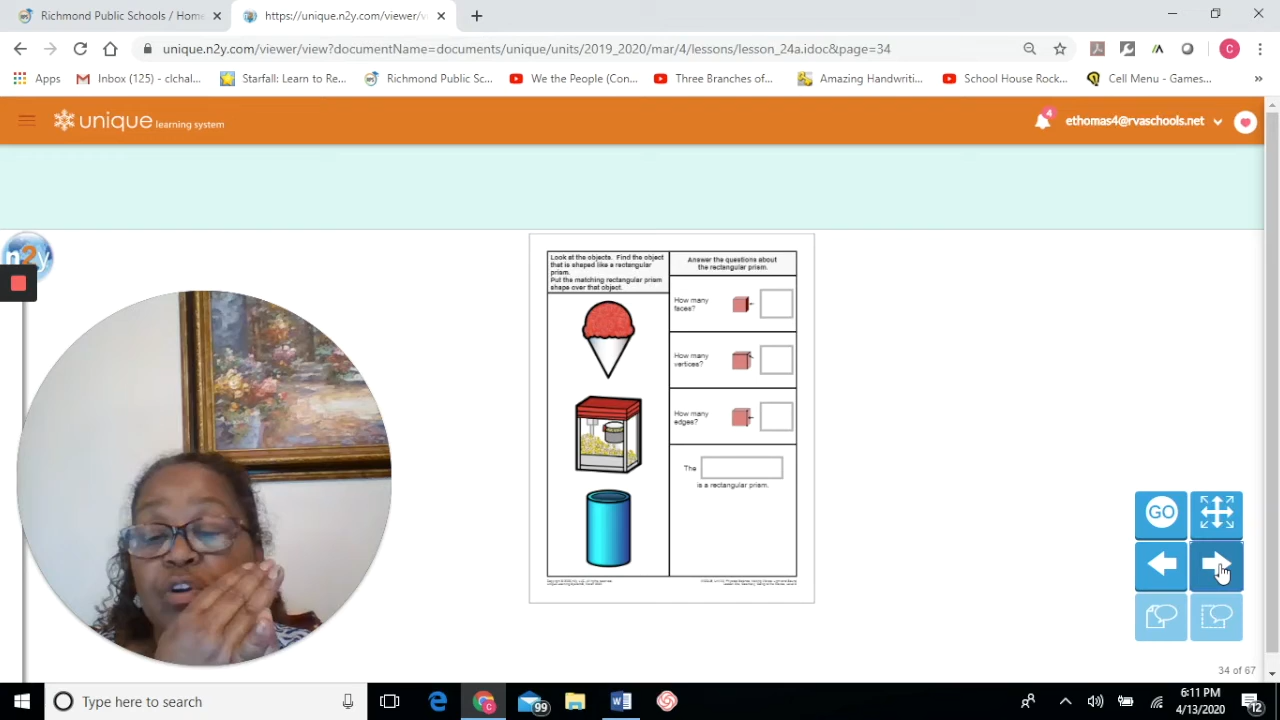 Richmond Public Schools / Home
https://unique.n2y.com/viewer/v
unique.n2y.com/viewer/view?documentName=documents/unique/units/2019_2020/mar/4/lessons/lesson_24a.idoc&page=34
C
Apps
Inbox (125) - clchal...
Starfall: Learn to Re...
Richmond Public Sc...
We the People (Con...
Three Branches of...
Amazing Handwriti...
School House Rock...
Cell Menu - Games...
»
unique learning system
4
ethomas4@rvaschools.net
n2y
Look at the objects. Find the object
that is shaped like a rectangular
prism.
Put the matching rectangular prism
shape over that object.
Answer the questions about
the rectangular prism.
How many
faces?
How many
vertices?
How many
edges?
The
is a rectangular prism.
GO
34 of 67
Type here to search
99
6:11 PM
4/13/2020
12